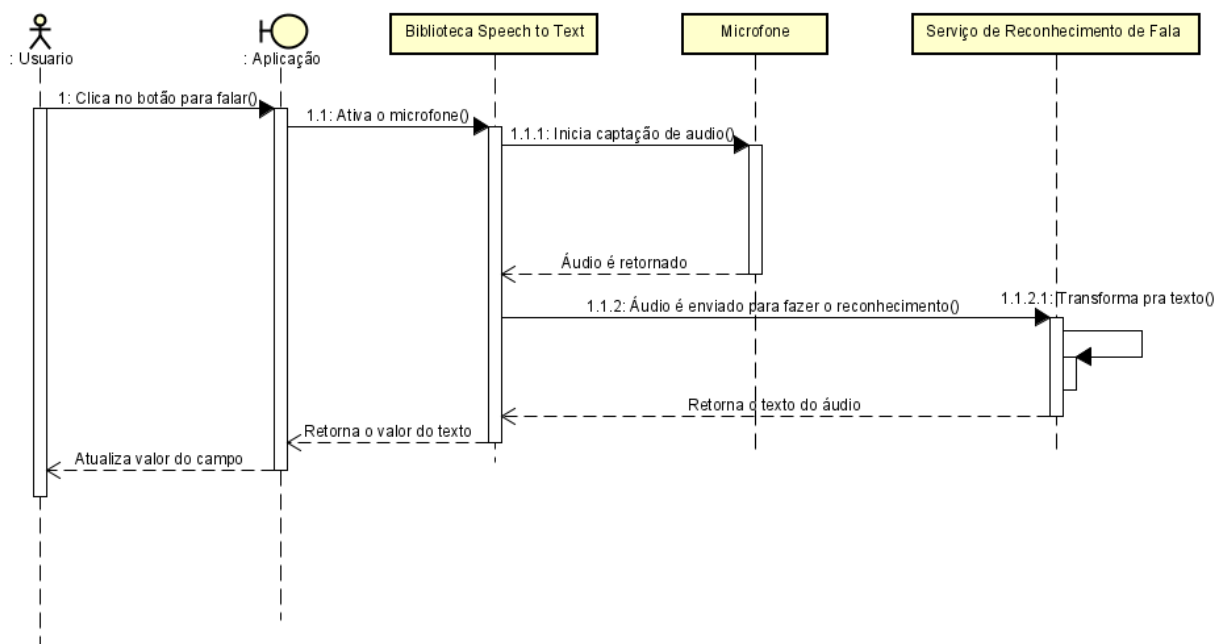 : Usuario
: Aplicação
Biblioteca Speech to Text
Microfone
Serviço de Reconhecimento de Fala
1: Clica no botão para falar()
1.1: Ativa o microfone()
1.1.1: Inicia captação de audio()
Áudio é retornado
1.1.2: Áudio é enviado para fazer o reconhecimento()
1.1.2.1: Transforma pra texto()
Retorna o texto do áudio
Retorna o valor do texto
Atualiza valor do campo